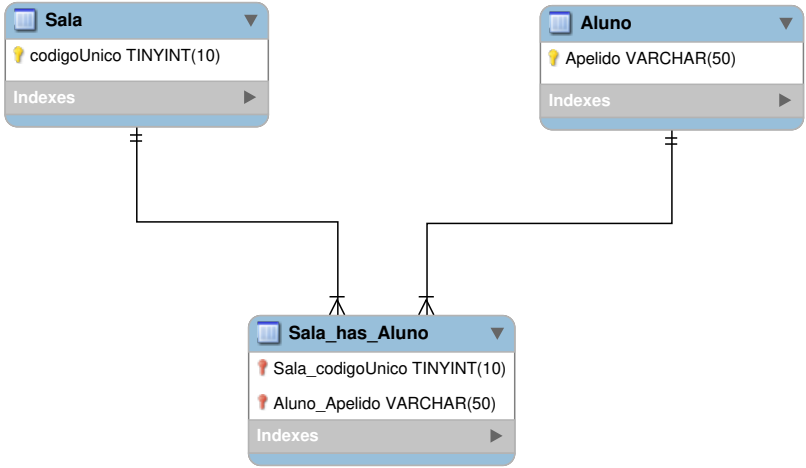 Sala
codigoUnico TINYINT(10)
Indexes
Aluno
Apelido VARCHAR(50)
Indexes
Sala_has_Aluno
Sala_codigoUnico TINYINT(10)
Aluno_Apelido VARCHAR(50)
Indexes